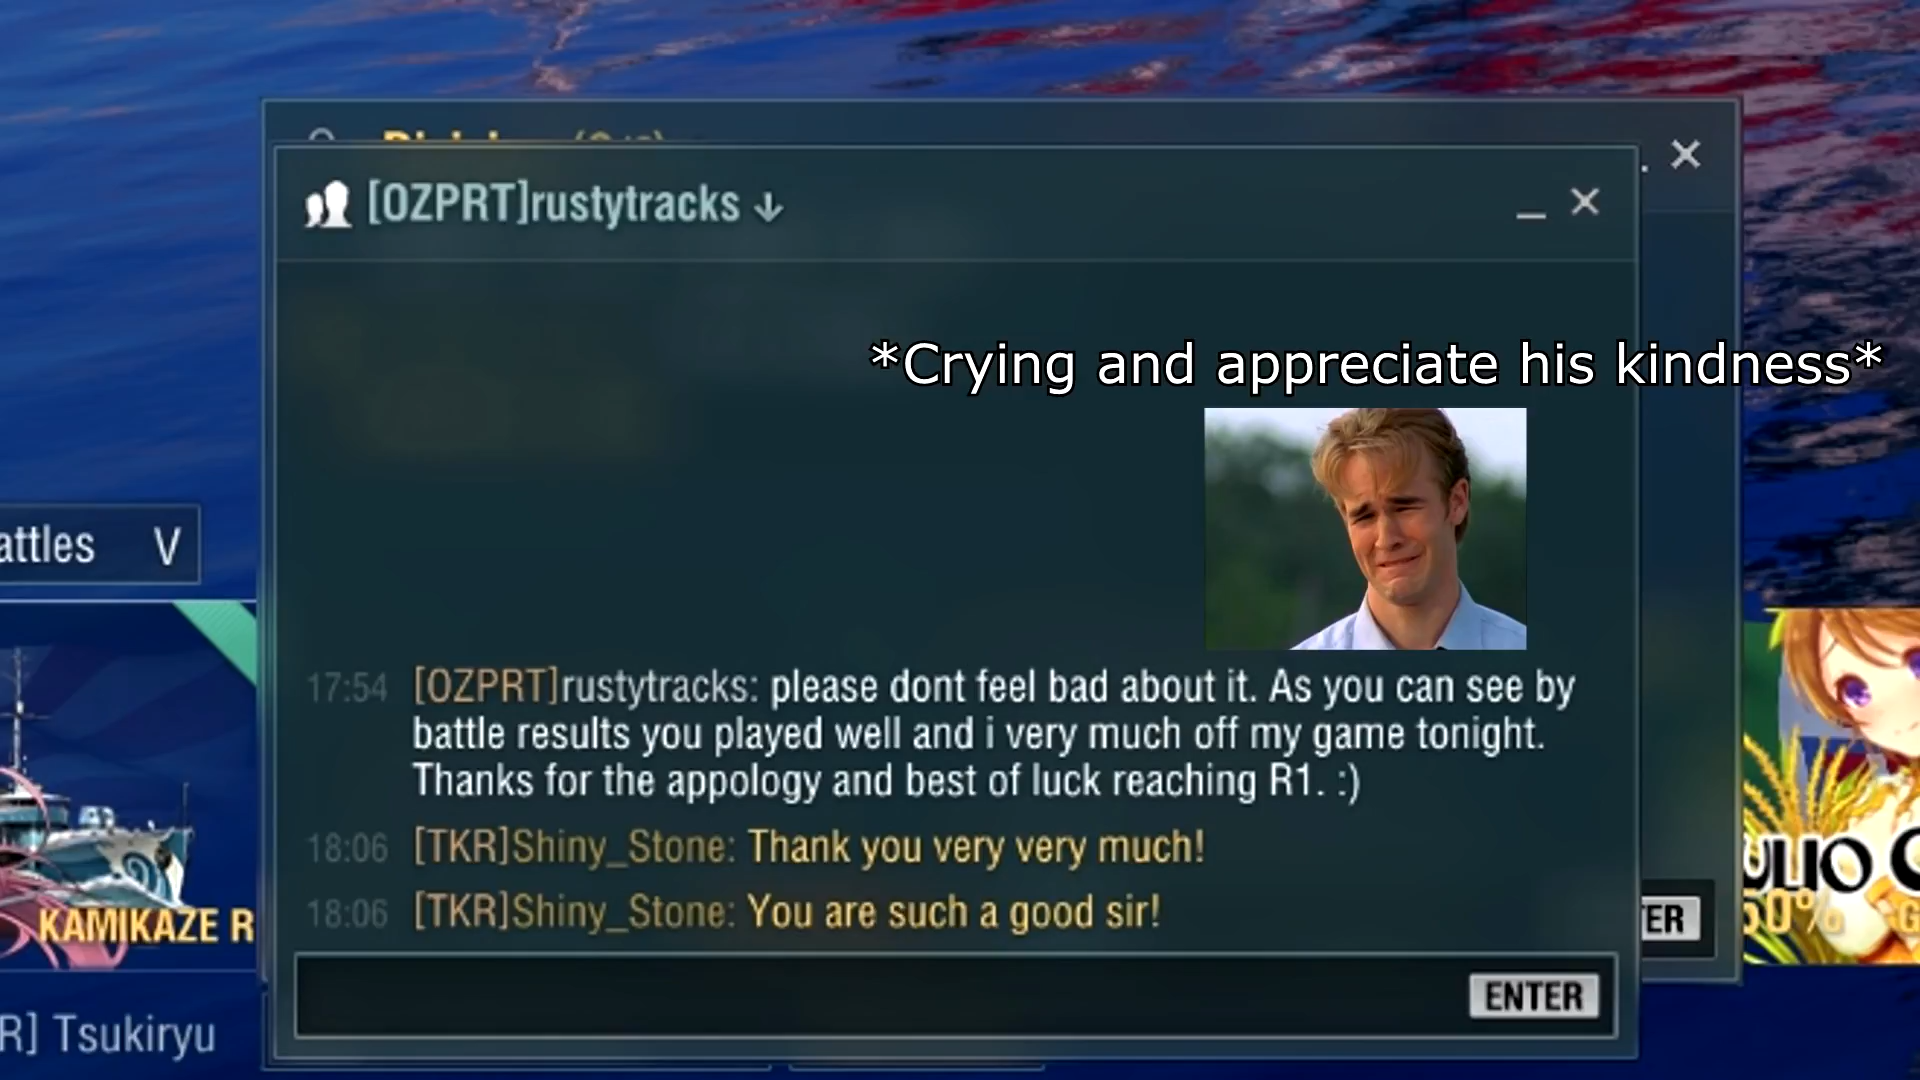 [OZPRT]rustytracks
*Crying and appreciate his kindness*
attles V
17:54 [OZPRT]rustytracks: please dont feel bad about it. As you can see by
battle results you played well and i very much off my game tonight.
Thanks for the appology and best of luck reaching R1. :)
18:06 [TKR]Shiny_Stone: Thank you very very much!
18:06 [TKR]Shiny_Stone: You are such a good sir!
KAMIKAZE R
ENTER
R] Tsukiryu